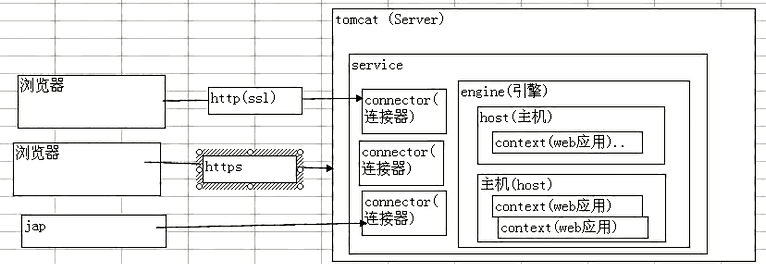 tomcat (Server)
service
浏览器
http(ssl)
connector(
连接器)
engine(引擎)
host(主机)
context(web应用)..
浏览器
https
connector(
连接器)
主机(host)
context(web应用)
context(web应用)
jap
connector(
连接器)